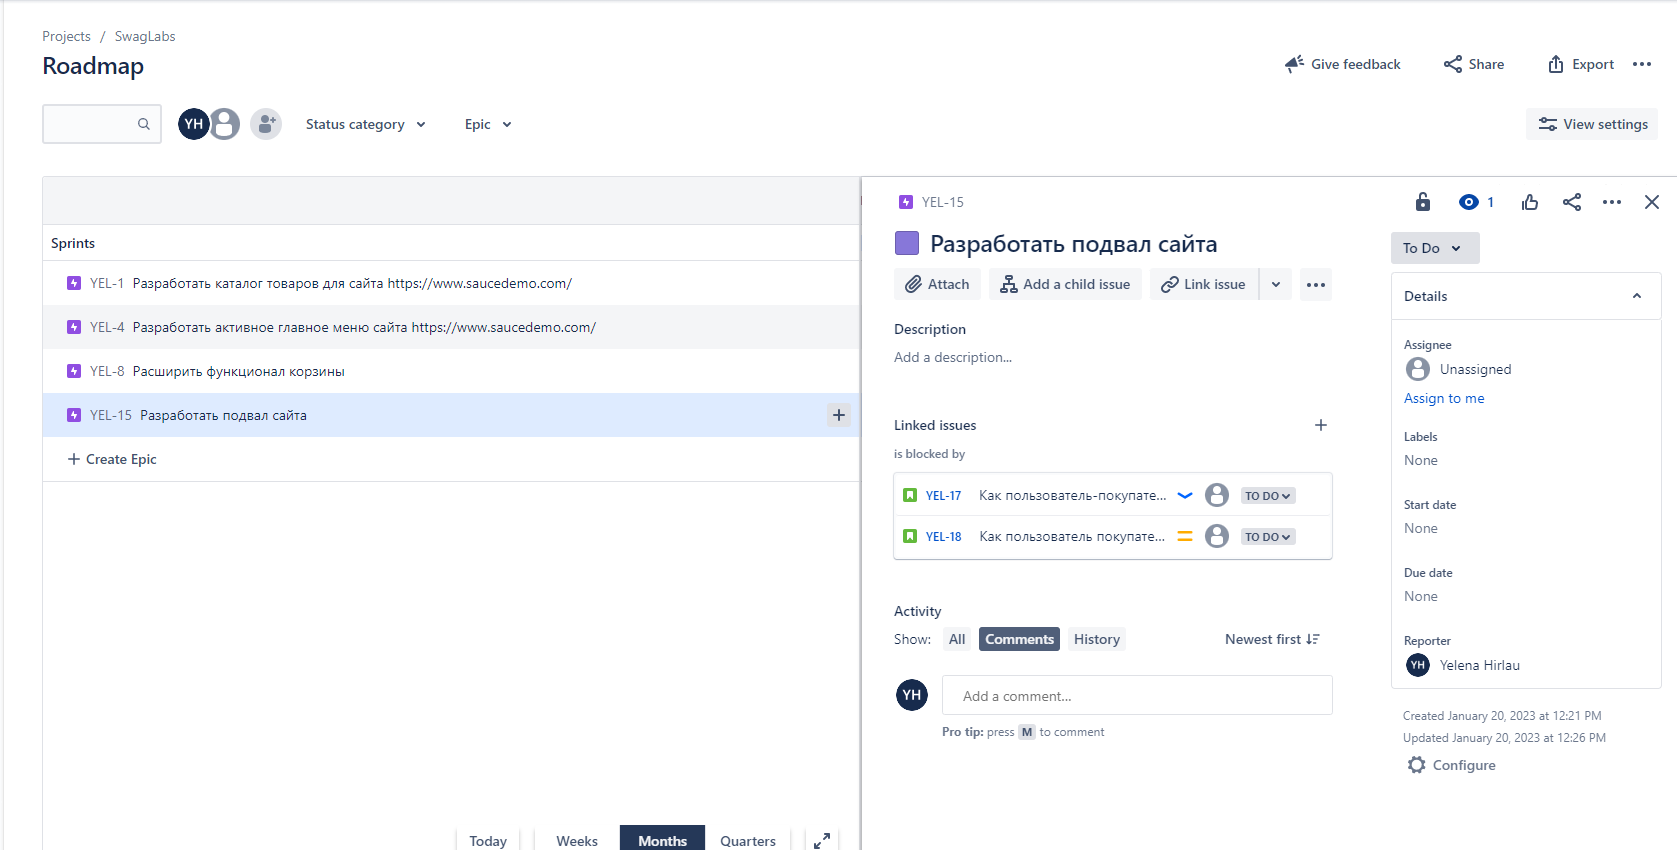 Projects / SwagLabs
Roadmap
Give feedback
Share
Export
YH
Status category
Epic
View settings
Sprints
YEL-1 Разработать каталог товаров для сайта https://www.saucedemo.com/
YEL-4 Разработать активное главное меню сайта https://www.saucedemo.com/
YEL-8 Расширить функционал корзины
YEL-15 Разработать подвал сайта
+ Create Epic
Today
Weeks
Months
Quarters
YEL-15
1
Разработать подвал сайта
Attach
Add a child issue
Link issue
Description
Add a description...
Linked issues
is blocked by
YEL-17 Как пользователь-покупате... TO DO
YEL-18 Как пользователь покупате... TO DO
Activity
Show: All Comments History Newest first
YH
Add a comment...
Pro tip: press M to comment
To Do
Details
Assignee
Unassigned
Assign to me
Labels
None
Start date
None
Due date
None
Reporter
YH Yelena Hirlau
Created January 20, 2023 at 12:21 PM
Updated January 20, 2023 at 12:26 PM
Configure